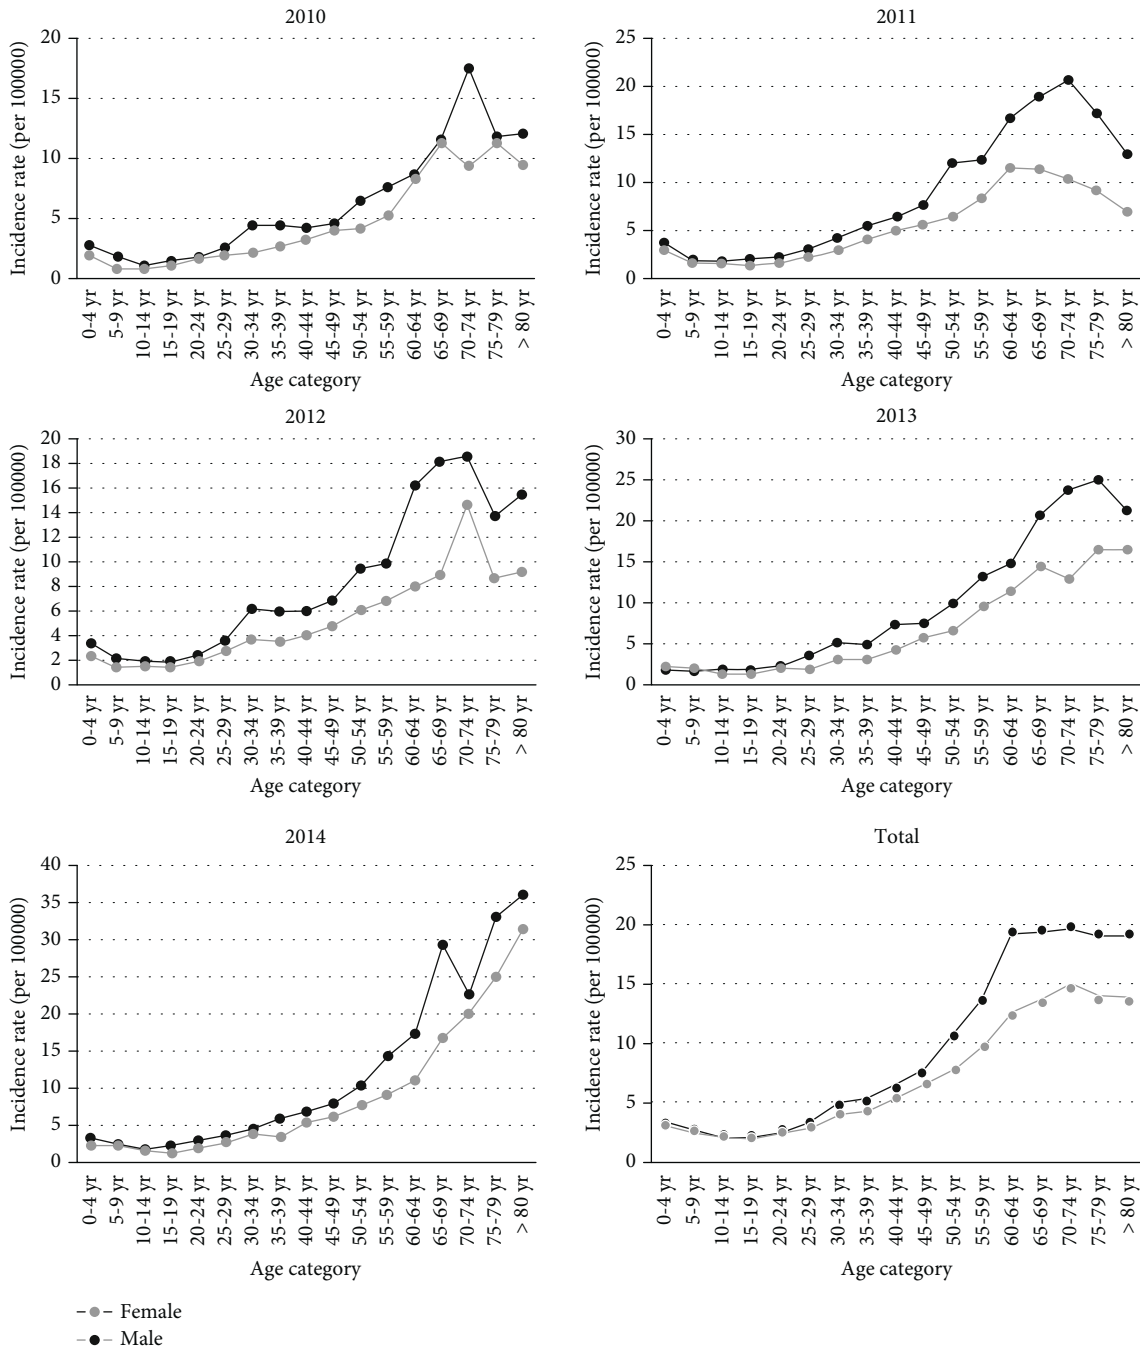 2010
Incidence rate (per 100000)
20
15
10
5
0
0-4 yr
5-9 yr
10-14 yr
15-19 yr
20-24 yr
25-29 yr
30-34 yr
35-39 yr
40-44 yr
45-49 yr
50-54 yr
55-59 yr
60-64 yr
65-69 yr
70-74 yr
75-79 yr
> 80 yr
Age category
2011
Incidence rate (per 100000)
25
20
15
10
5
0
0-4 yr
5-9 yr
10-14 yr
15-19 yr
20-24 yr
25-29 yr
30-34 yr
35-39 yr
40-44 yr
45-49 yr
50-54 yr
55-59 yr
60-64 yr
65-69 yr
70-74 yr
75-79 yr
> 80 yr
Age category
2012
Incidence rate (per 100000)
20
18
16
14
12
10
8
6
4
2
0
0-4 yr
5-9 yr
10-14 yr
15-19 yr
20-24 yr
25-29 yr
30-34 yr
35-39 yr
40-44 yr
45-49 yr
50-54 yr
55-59 yr
60-64 yr
65-69 yr
70-74 yr
75-79 yr
> 80 yr
Age category
2013
Incidence rate (per 100000)
30
25
20
15
10
5
0
0-4 yr
5-9 yr
10-14 yr
15-19 yr
20-24 yr
25-29 yr
30-34 yr
35-39 yr
40-44 yr
45-49 yr
50-54 yr
55-59 yr
60-64 yr
65-69 yr
70-74 yr
75-79 yr
> 80 yr
Age category
2014
Incidence rate (per 100000)
40
35
30
25
20
15
10
5
0
0-4 yr
5-9 yr
10-14 yr
15-19 yr
20-24 yr
25-29 yr
30-34 yr
35-39 yr
40-44 yr
45-49 yr
50-54 yr
55-59 yr
60-64 yr
65-69 yr
70-74 yr
75-79 yr
> 80 yr
Age category
Total
Incidence rate (per 100000)
25
20
15
10
5
0
0-4 yr
5-9 yr
10-14 yr
15-19 yr
20-24 yr
25-29 yr
30-34 yr
35-39 yr
40-44 yr
45-49 yr
50-54 yr
55-59 yr
60-64 yr
65-69 yr
70-74 yr
75-79 yr
> 80 yr
Age category
Female
Male